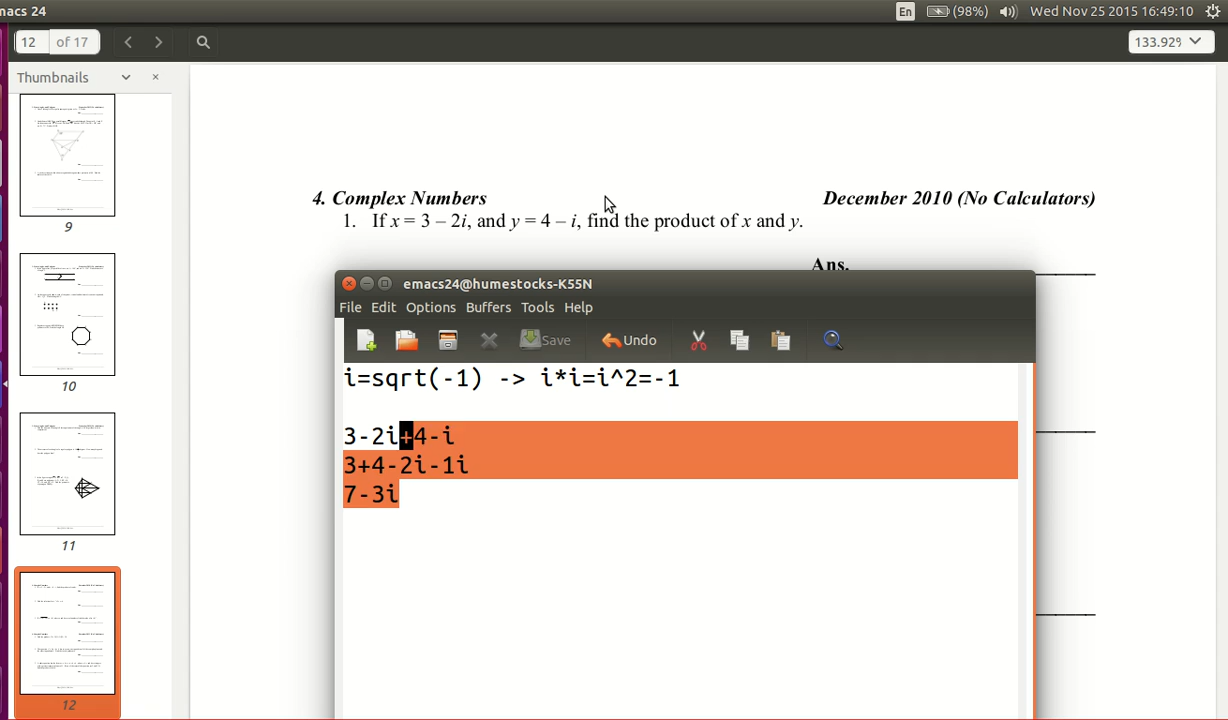 macs 24
En (98%) Wed Nov 25 2015 16:49:10
12 of 17
133.92%
Thumbnails
9
10
11
12
4. Complex Numbers December 2010 (No Calculators)
1. If x = 3 – 2i, and y = 4 – i, find the product of x and y.
Ans.
emacs24@humestocks-K55N
File Edit Options Buffers Tools Help
Save Undo
i=sqrt(-1) -> i*i=i^2=-1
3-2i+4-i
3+4-2i-1i
7-3i